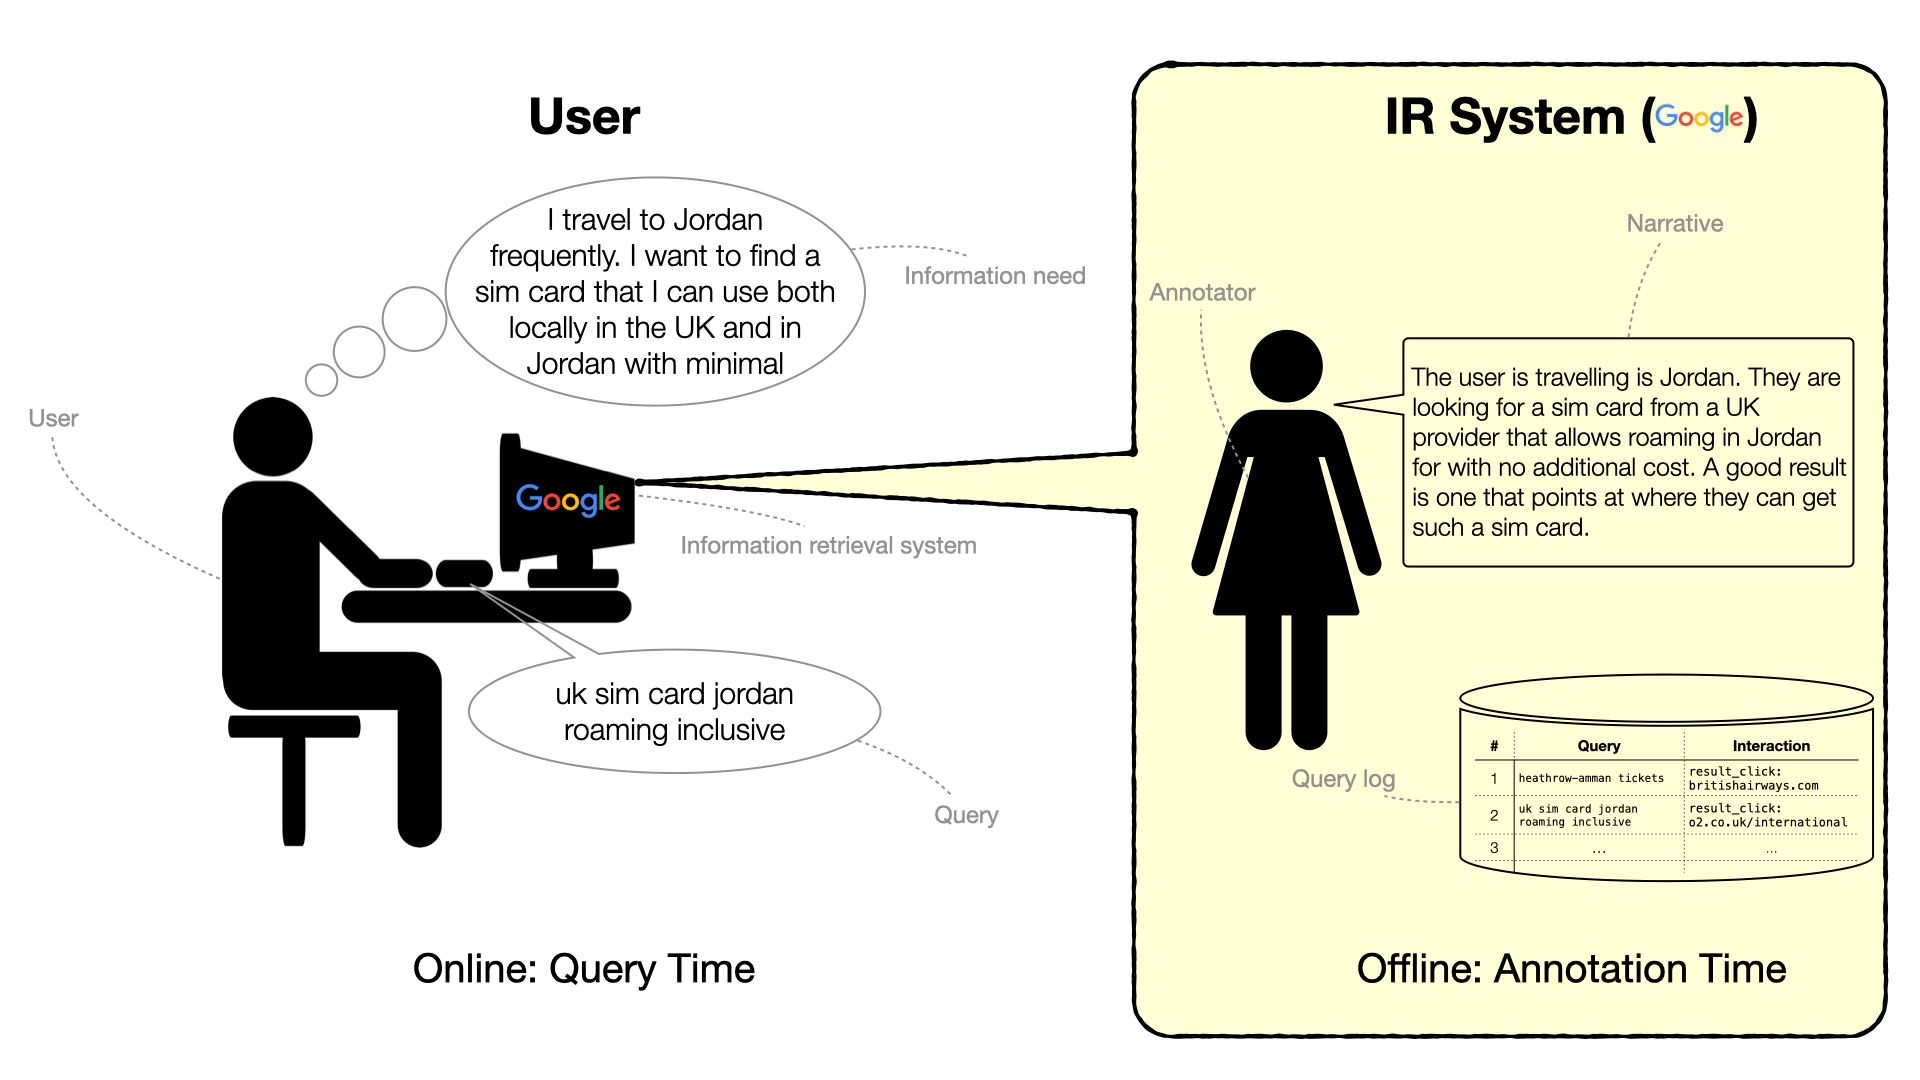 User
I travel to Jordan
frequently. I want to find a
sim card that I can use both
locally in the UK and in
Jordan with minimal
Information need
User
Google
Information retrieval system
uk sim card jordan
roaming inclusive
Query
Online: Query Time
IR System (Google)
Narrative
Annotator
The user is travelling is Jordan. They are
looking for a sim card from a UK
provider that allows roaming in Jordan
for with no additional cost. A good result
is one that points at where they can get
such a sim card.
Query log
# Query Interaction
1 heathrow-amman tickets result_click:
britishairways.com
2 uk sim card jordan result_click:
roaming inclusive o2.co.uk/international
3 ... ...
Offline: Annotation Time